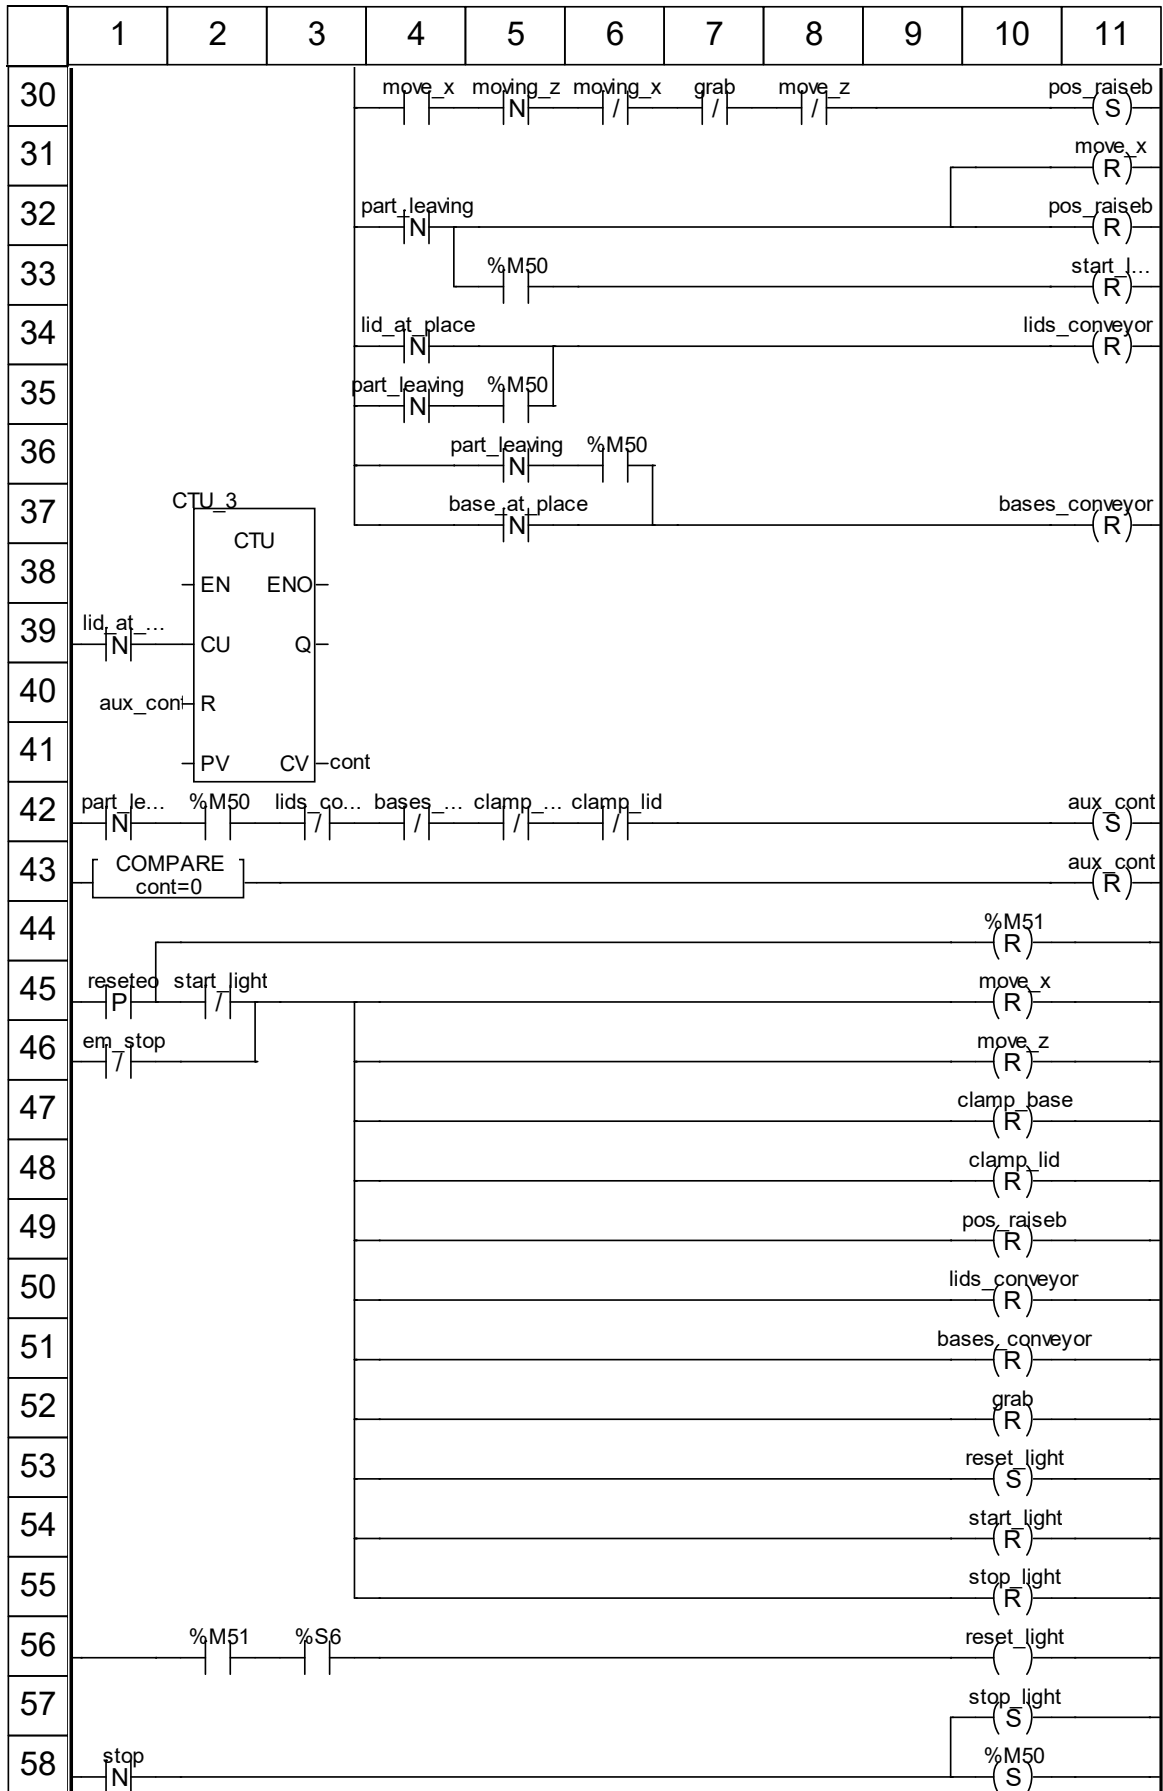 1 2 3 4 5 6 7 8 9 10 11
30 move_x moving_z moving_x grab move_z pos_raiseb
N / / / S
31 move_x
R
32 part_leaving pos_raiseb
N R
33 %M50 start_l...
R
34 lid_at_place lids_conveyor
N R
35 part_leaving %M50
N
36 part_leaving %M50
N
37 CTU_3 base_at_place bases_conveyor
N R
CTU
38 EN ENO
39 lid_at_...
N CU Q
40 aux_cont R
41 PV CV cont
42 part_le... %M50 lids_co... bases_... clamp_... clamp_lid aux_cont
N / / / / S
43 COMPARE aux_cont
cont=0 R
44 %M51
R
45 reseteo start_light move_x
P / R
46 em_stop move_z
/ R
47 clamp_base
R
48 clamp_lid
R
49 pos_raiseb
R
50 lids_conveyor
R
51 bases_conveyor
R
52 grab
R
53 reset_light
S
54 start_light
R
55 stop_light
R
56 %M51 %S6 reset_light
57 stop_light
S
58 stop %M50
N S